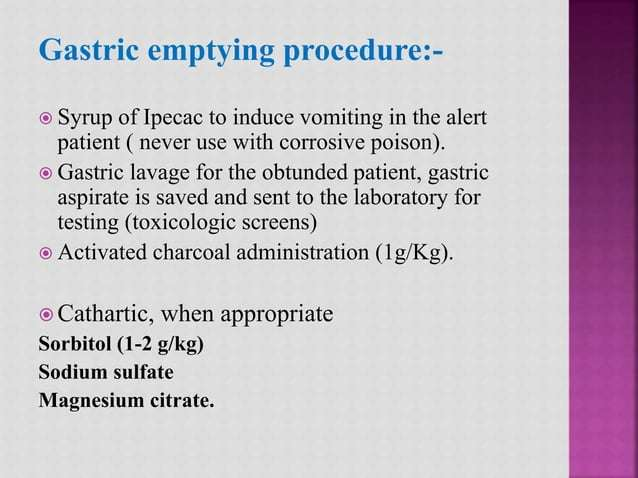 Gastric emptying procedure:-
Syrup of Ipecac to induce vomiting in the alert
patient ( never use with corrosive poison).
Gastric lavage for the obtunded patient, gastric
aspirate is saved and sent to the laboratory for
testing (toxicologic screens)
Activated charcoal administration (1g/Kg).
Cathartic, when appropriate
Sorbitol (1-2 g/kg)
Sodium sulfate
Magnesium citrate.